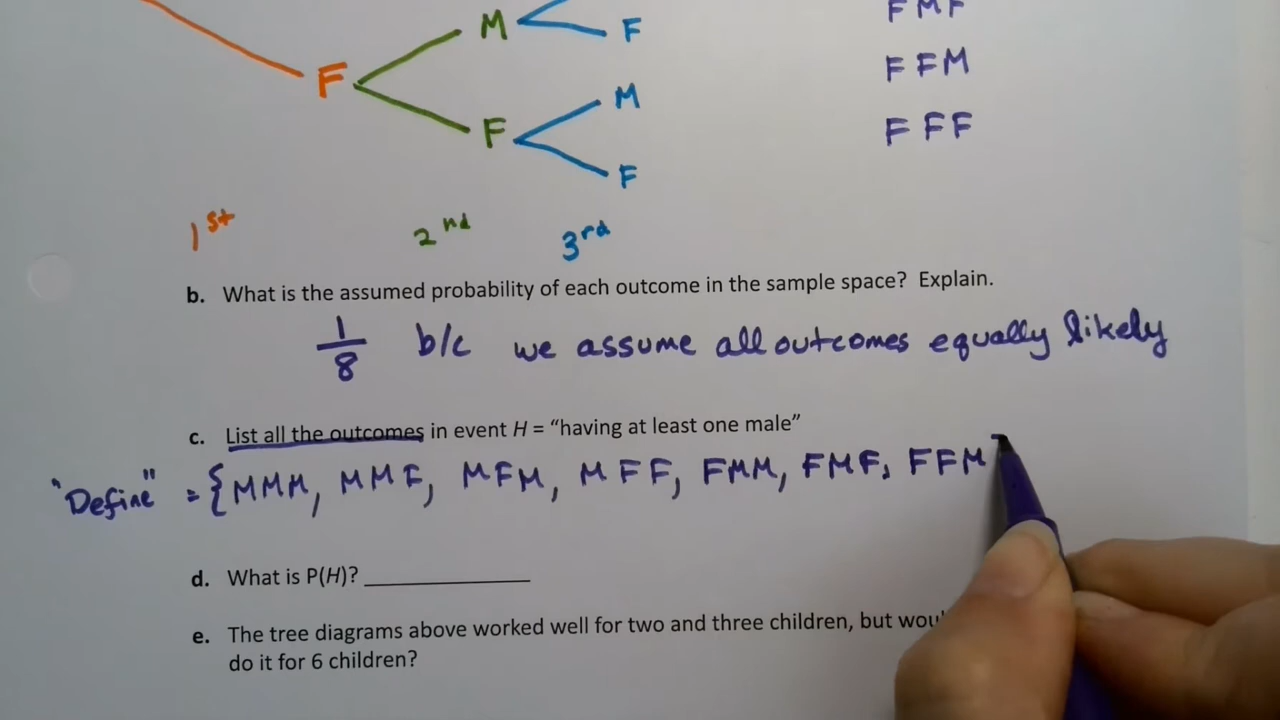 FMF
M
F
F
FFM
M
F
FFF
F
1st
2nd
3rd
b. What is the assumed probability of each outcome in the sample space? Explain.
1/8 b/c we assume all outcomes equally likely
c. List all the outcomes in event H = “having at least one male”
"Define" = {MMM, MMF, MFM, MFF, FMM, FMF, FFM
d. What is P(H)? __________
e. The tree diagrams above worked well for two and three children, but
do it for 6 children?